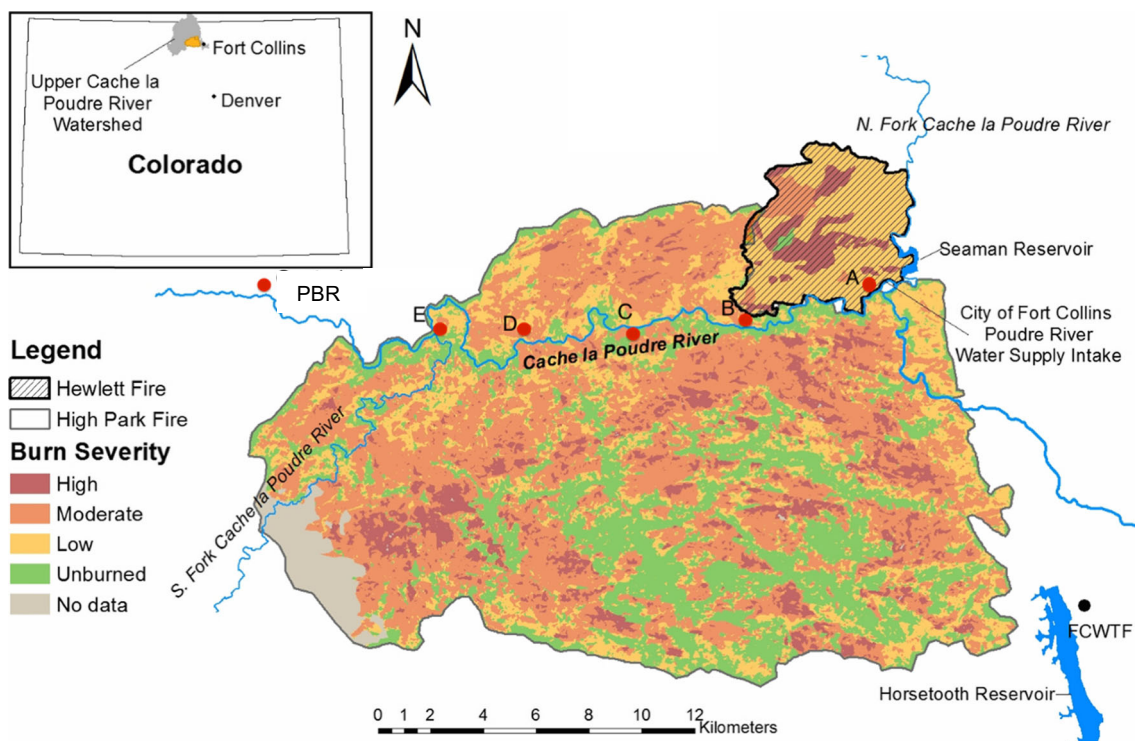 Fort Collins
Upper Cache la
Poudre River
Watershed
Denver
Colorado
N
N. Fork Cache la Poudre River
Seaman Reservoir
A
PBR
City of Fort Collins
Poudre River
Water Supply Intake
E
D
C
B
Cache la Poudre River
Legend
Hewlett Fire
High Park Fire
Burn Severity
High
Moderate
Low
Unburned
No data
S. Fork Cache la Poudre River
FCWTF
Horsetooth Reservoir
0 1 2 4 6 8 10 12
Kilometers